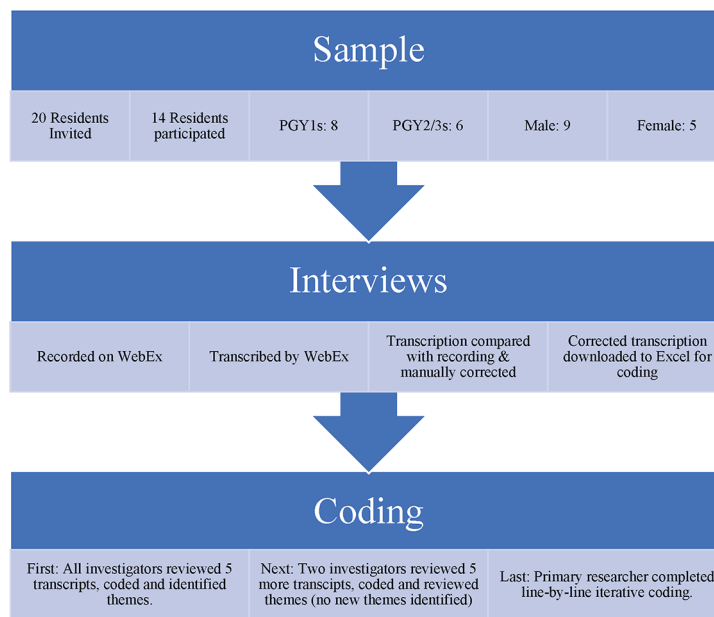 Sample
20 Residents
Invited
14 Residents
participated
PGY1s: 8
PGY2/3s: 6
Male: 9
Female: 5
Interviews
Recorded on WebEx
Transcribed by WebEx
Transcription compared
with recording &
manually corrected
Corrected transcription
downloaded to Excel for
coding
Coding
First: All investigators reviewed 5
transcripts, coded and identified
themes.
Next: Two investigators reviewed 5
more transcipts, coded and reviewed
themes (no new themes identified)
Last: Primary researcher completed
line-by-line iterative coding.